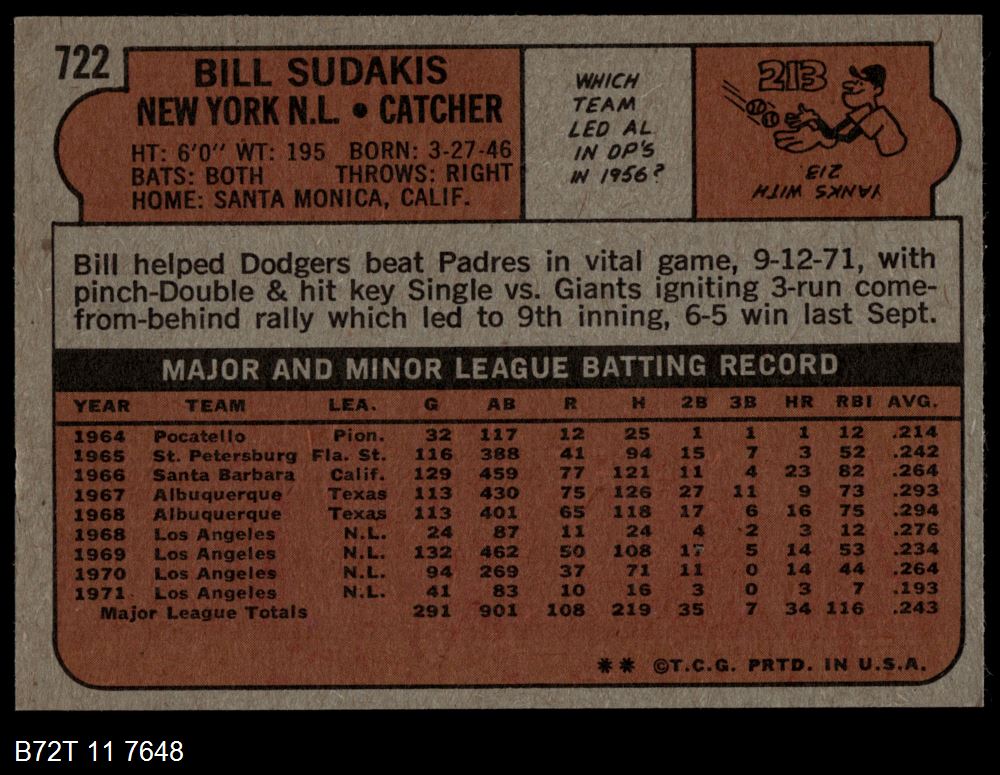 722
BILL SUDAKIS
NEW YORK N.L. • CATCHER
HT: 6'0" WT: 195 BORN: 3-27-46
BATS: BOTH THROWS: RIGHT
HOME: SANTA MONICA, CALIF.
WHICH
TEAM
LED AL
IN DP'S
IN 1956?
213
YANKS WITH
213
Bill helped Dodgers beat Padres in vital game, 9-12-71, with
pinch-Double & hit key Single vs. Giants igniting 3-run come-
from-behind rally which led to 9th inning, 6-5 win last Sept.
MAJOR AND MINOR LEAGUE BATTING RECORD
YEAR TEAM LEA. G AB R H 2B 3B HR RBI AVG.
1964 Pocatello Pion. 32 117 12 25 1 1 1 12 .214
1965 St. Petersburg Fla. St. 116 388 41 94 15 7 3 52 .242
1966 Santa Barbara Calif. 129 459 77 121 11 4 23 82 .264
1967 Albuquerque Texas 113 430 75 126 27 11 9 73 .293
1968 Albuquerque Texas 113 401 65 118 17 6 16 75 .294
1968 Los Angeles N.L. 24 87 11 24 4 2 3 12 .276
1969 Los Angeles N.L. 132 462 50 108 17 5 14 53 .234
1970 Los Angeles N.L. 94 269 37 71 11 0 14 44 .264
1971 Los Angeles N.L. 41 83 10 16 3 0 3 7 .193
Major League Totals 291 901 108 219 35 7 34 116 .243
** ©T.C.G. PRTD. IN U.S.A.
B72T 11 7648